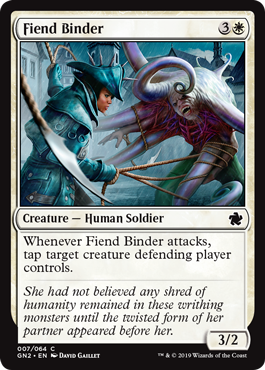 Fiend Binder 3
Creature — Human Soldier
Whenever Fiend Binder attacks,
tap target creature defending player
controls.
She had not believed any shred of
humanity remained in these writhing
monsters until the twisted form of her
partner appeared before her.
3/2
007/064 C
GN2 • EN DAVID GAILLET ™ & © 2019 Wizards of the Coast